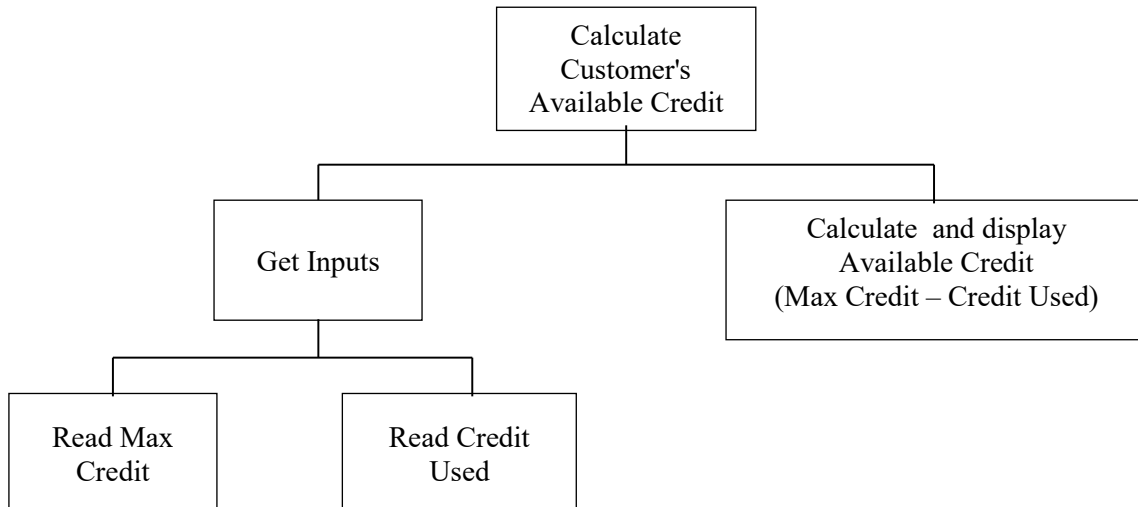 Calculate
Customer's
Available Credit
Get Inputs
Calculate and display
Available Credit
(Max Credit – Credit Used)
Read Max
Credit
Read Credit
Used